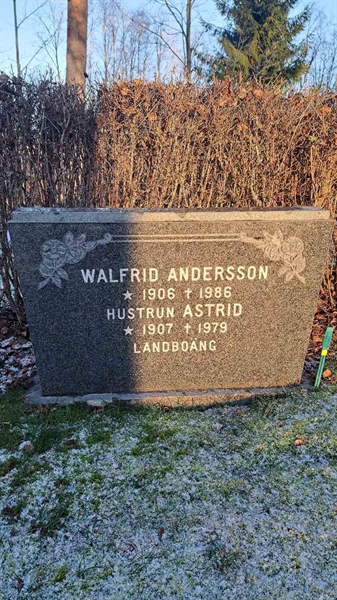 WALFRID ANDERSSON
★ 1906 † 1986
HUSTRUN ASTRID
★ 1907 † 1979
LANDBOÄNG